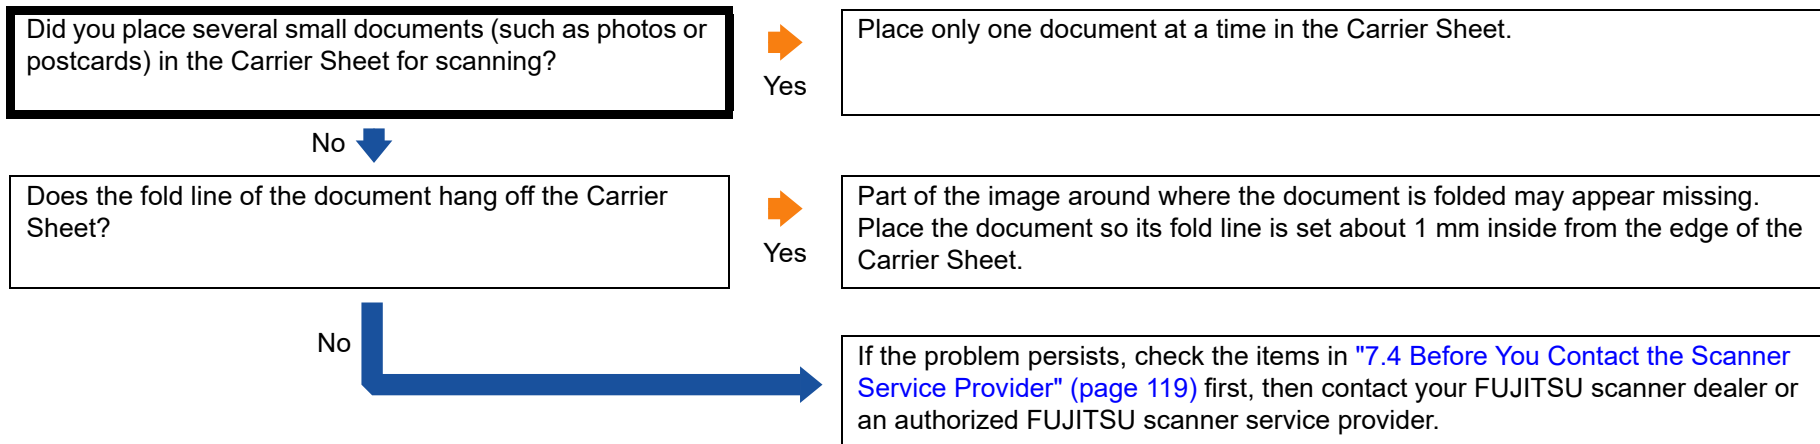 Did you place several small documents (such as photos or
postcards) in the Carrier Sheet for scanning?
Yes
Place only one document at a time in the Carrier Sheet.
No
Does the fold line of the document hang off the Carrier
Sheet?
Yes
Part of the image around where the document is folded may appear missing.
Place the document so its fold line is set about 1 mm inside from the edge of the
Carrier Sheet.
No
If the problem persists, check the items in "7.4 Before You Contact the Scanner
Service Provider" (page 119) first, then contact your FUJITSU scanner dealer or
an authorized FUJITSU scanner service provider.